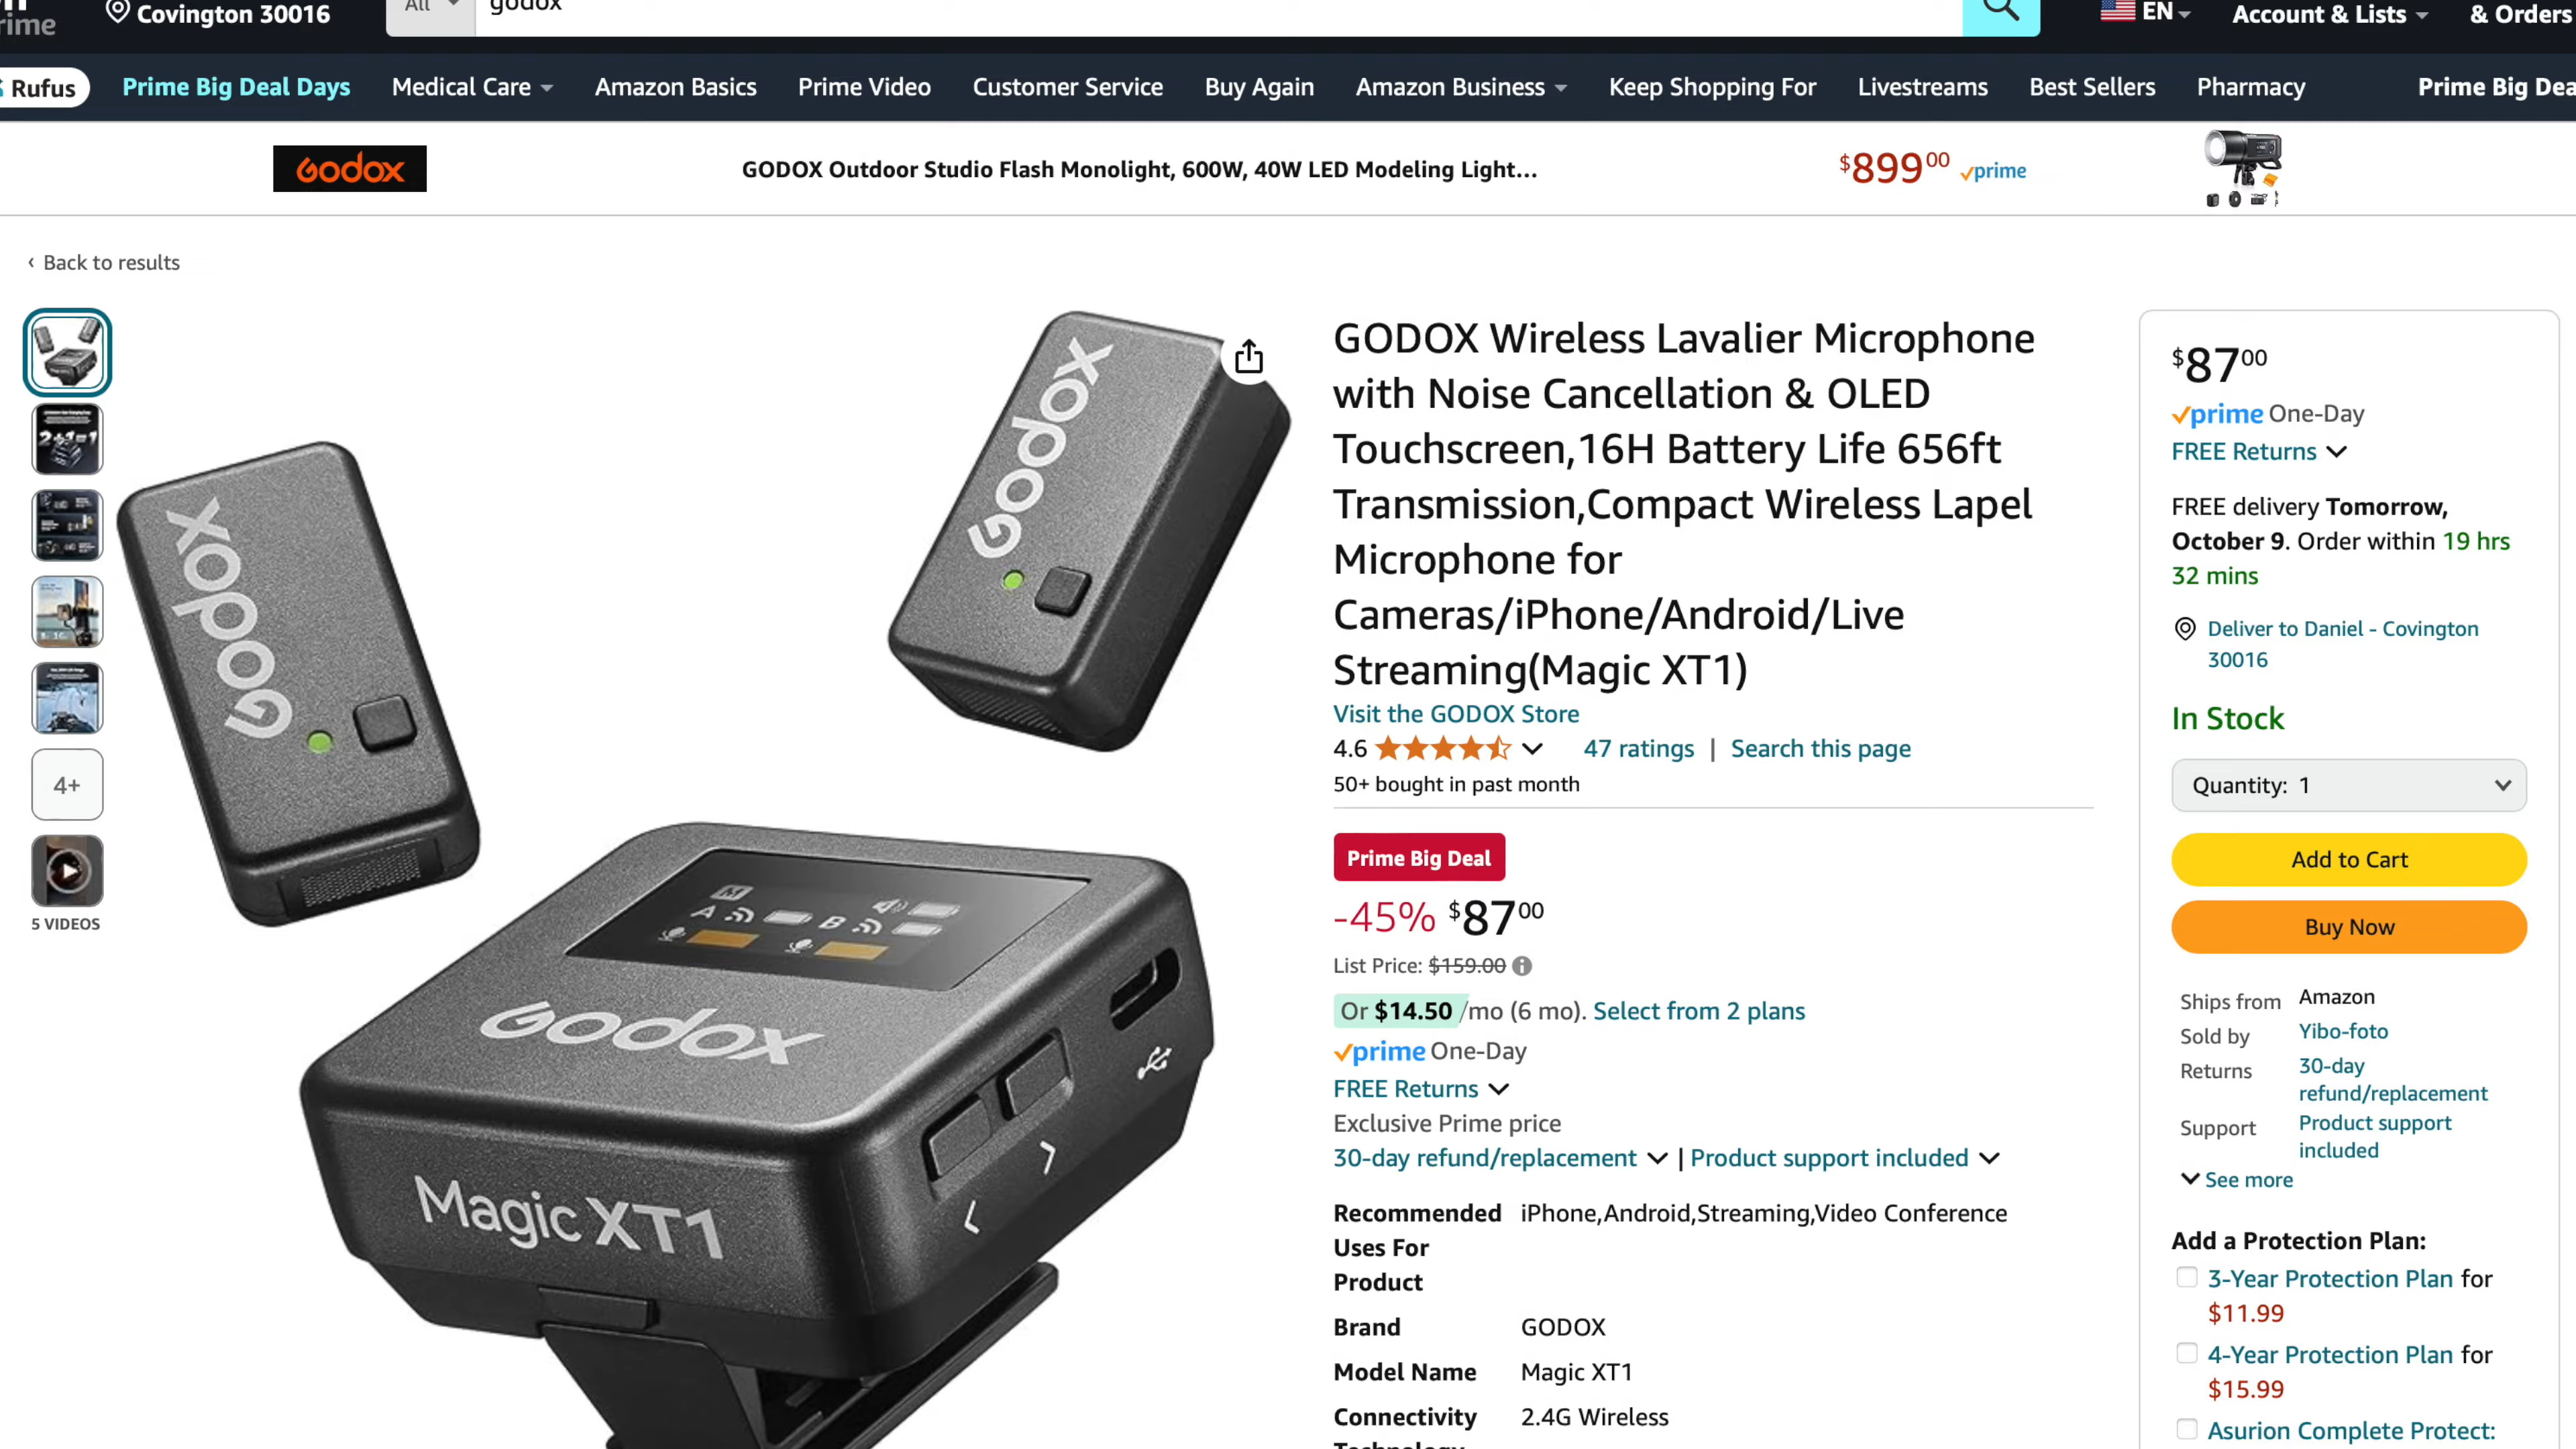 rime
Covington 30016
All
godox
EN
Account & Lists
& Orders
Rufus
Prime Big Deal Days
Medical Care
Amazon Basics
Prime Video
Customer Service
Buy Again
Amazon Business
Keep Shopping For
Livestreams
Best Sellers
Pharmacy
Prime Big Dea
Godox
GODOX Outdoor Studio Flash Monolight, 600W, 40W LED Modeling Light...
$899.00 prime
‹ Back to results
2+1=1
4+
5 VIDEOS
Godox
Godox
M
A
B
Godox
Magic XT1
GODOX Wireless Lavalier Microphone
with Noise Cancellation & OLED
Touchscreen,16H Battery Life 656ft
Transmission,Compact Wireless Lapel
Microphone for
Cameras/iPhone/Android/Live
Streaming(Magic XT1)
Visit the GODOX Store
4.6
47 ratings | Search this page
50+ bought in past month
Prime Big Deal
-45% $8700
List Price: $159.00
Or $14.50 /mo (6 mo). Select from 2 plans
prime One-Day
FREE Returns
Exclusive Prime price
30-day refund/replacement | Product support included
Recommended Uses For Product iPhone,Android,Streaming,Video Conference
Brand GODOX
Model Name Magic XT1
Connectivity 2.4G Wireless
$8700
prime One-Day
FREE Returns
FREE delivery Tomorrow,
October 9. Order within 19 hrs
32 mins
Deliver to Daniel - Covington
30016
In Stock
Quantity: 1
Add to Cart
Buy Now
Ships from Amazon
Sold by Yibo-foto
Returns 30-day
refund/replacement
Support Product support
included
See more
Add a Protection Plan:
3-Year Protection Plan for
$11.99
4-Year Protection Plan for
$15.99
Asurion Complete Protect: